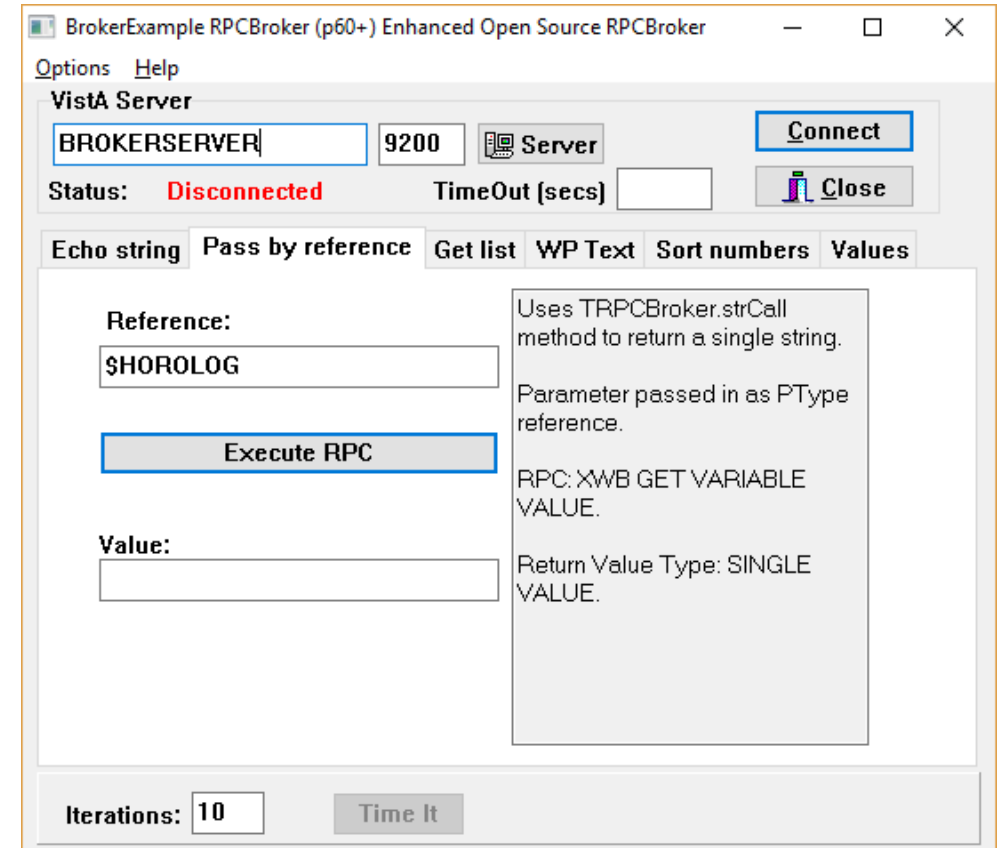 BrokerExample RPCBroker (p60+) Enhanced Open Source RPCBroker
Options Help
VistA Server
BROKERSERVER 9200 Server Connect
Status: Disconnected TimeOut (secs) Close
Echo string Pass by reference Get list WP Text Sort numbers Values
Reference:
$HOROLOG
Execute RPC
Value:
Uses TRPCBroker.strCall
method to return a single string.
Parameter passed in as PType
reference.
RPC: XWB GET VARIABLE
VALUE.
Return Value Type: SINGLE
VALUE.
Iterations: 10 Time It